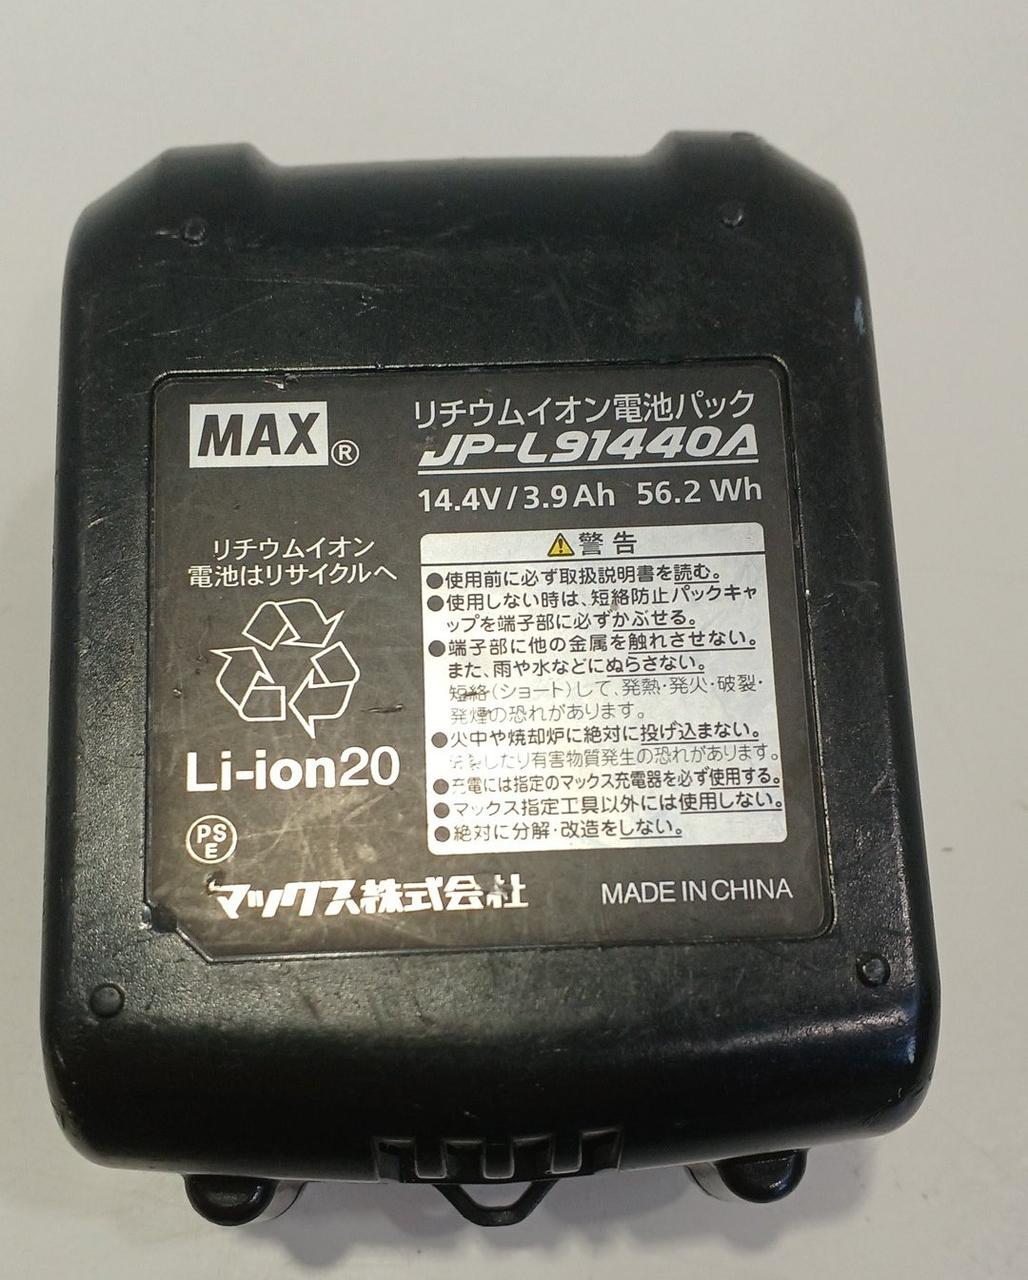 MAX®
リチウムイオン電池パック
JP-L91440A
14.4V/3.9Ah 56.2 Wh
リチウムイオン
電池はリサイクルへ
Li-ion20
PS
E
⚠警告
●使用前に必ず取扱説明書を読む。
●使用しない時は、短絡防止パックキャ
ップを端子部に必ずかぶせる。
●端子部に他の金属を触れさせない。
また、雨や水などにぬらさない。
短絡(ショート)して、発熱・発火・破裂・
発煙の恐れがあります。
●火中や焼却炉に絶対に投げ込まない。
破裂したり有害物質発生の恐れがあります。
●充電には指定のマックス充電器を必ず使用する。
●マックス指定工具以外には使用しない。
●絶対に分解・改造をしない。
マックス株式会社
MADE IN CHINA